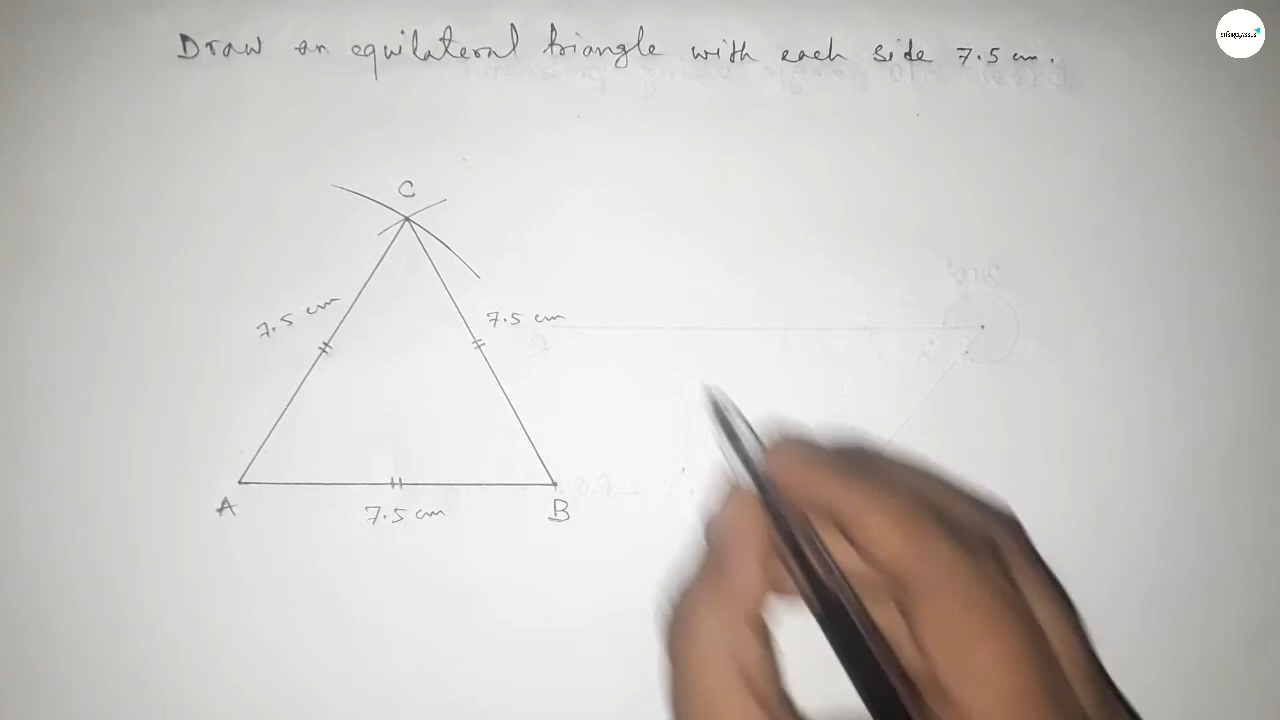 Draw an equilateral triangle with each side 7.5 cm.
C
7.5 cm
7.5 cm
A
7.5 cm
B